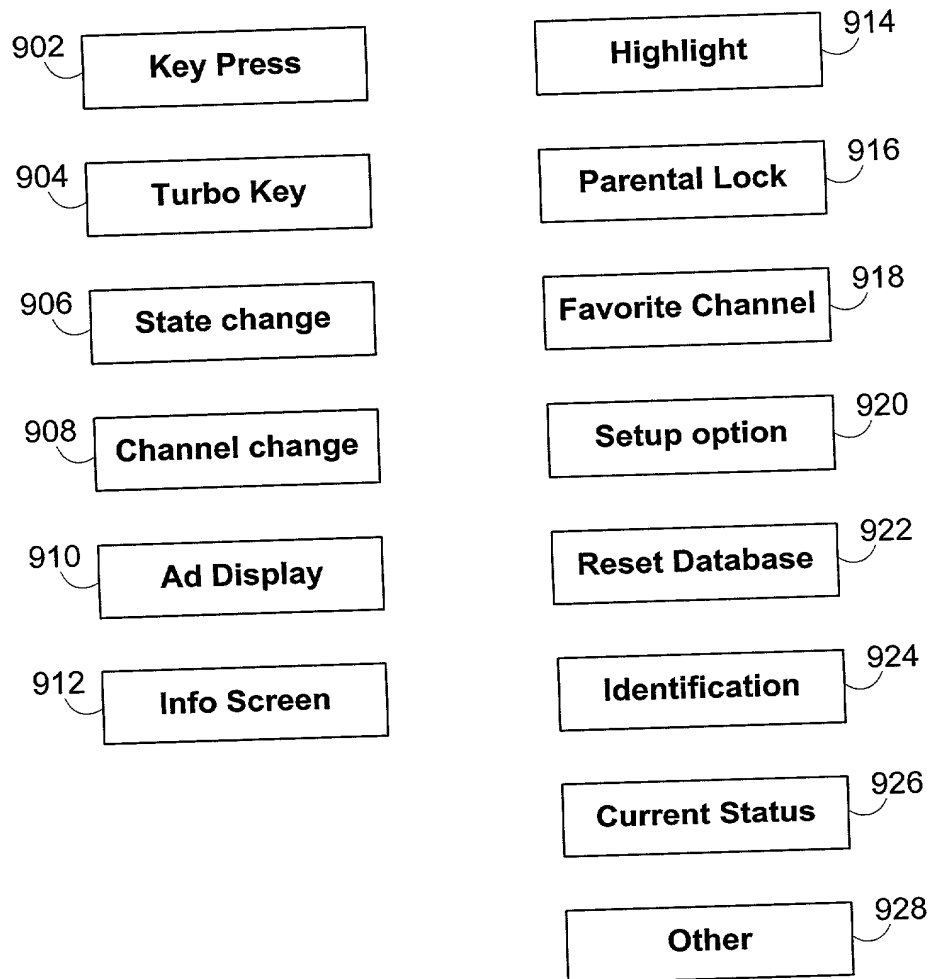 902
Key Press
904
Turbo Key
906
State change
908
Channel change
910
Ad Display
912
Info Screen
Highlight
914
Parental Lock
916
Favorite Channel
918
Setup option
920
Reset Database
922
Identification
924
Current Status
926
Other
928